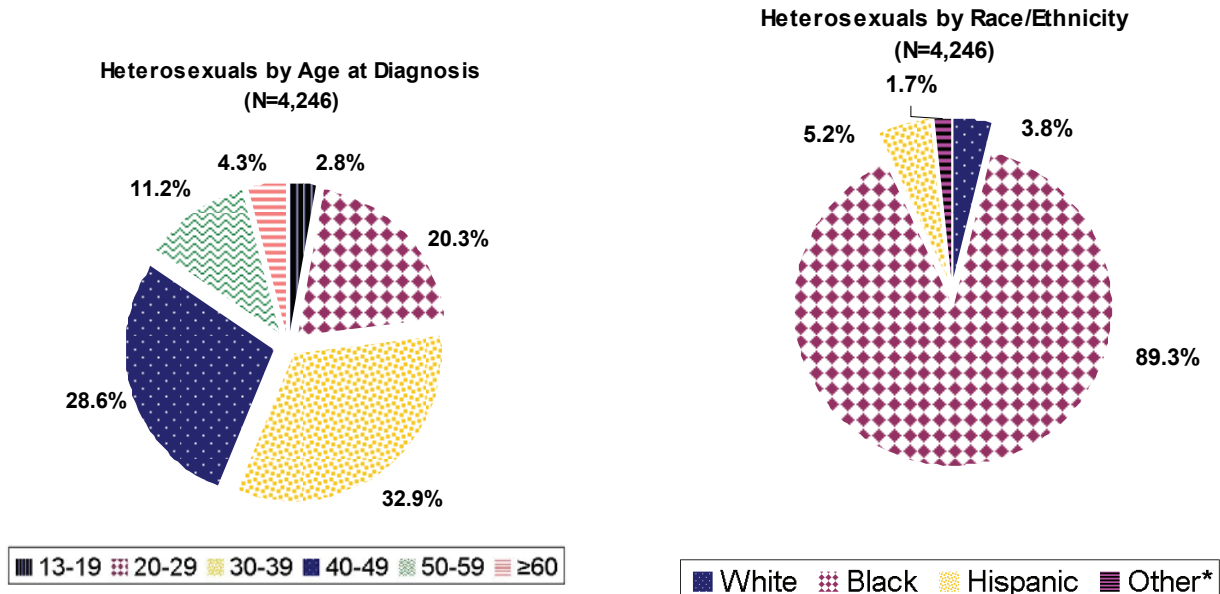 Heterosexuals by Age at Diagnosis
(N=4,246)
4.3%
2.8%
11.2%
20.3%
28.6%
32.9%
13-19 20-29 30-39 40-49 50-59 ≥60
Heterosexuals by Race/Ethnicity
(N=4,246)
1.7%
5.2%
3.8%
89.3%
White Black Hispanic Other*